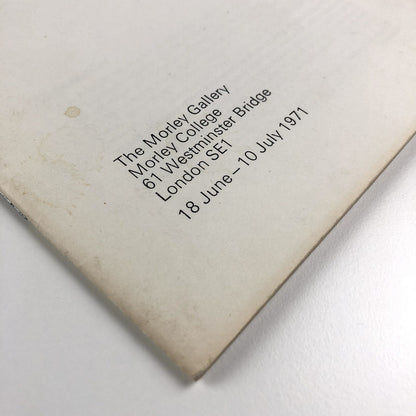 The Morley Gallery
Morley College
61 Westminster Bridge
London SE1
18 June – 10 July 1971